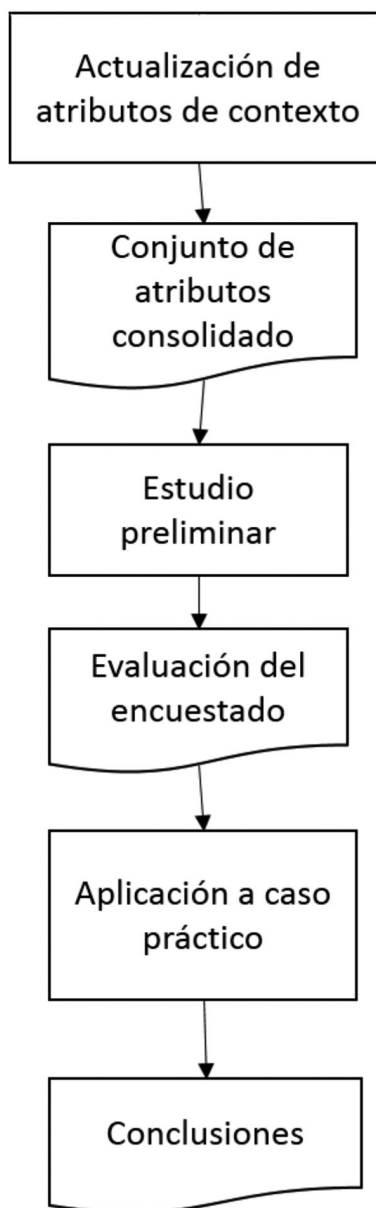 Actualización de
atributos de contexto
Conjunto de
atributos
consolidado
Estudio
preliminar
Evaluación del
encuestado
Aplicación a caso
práctico
Conclusiones